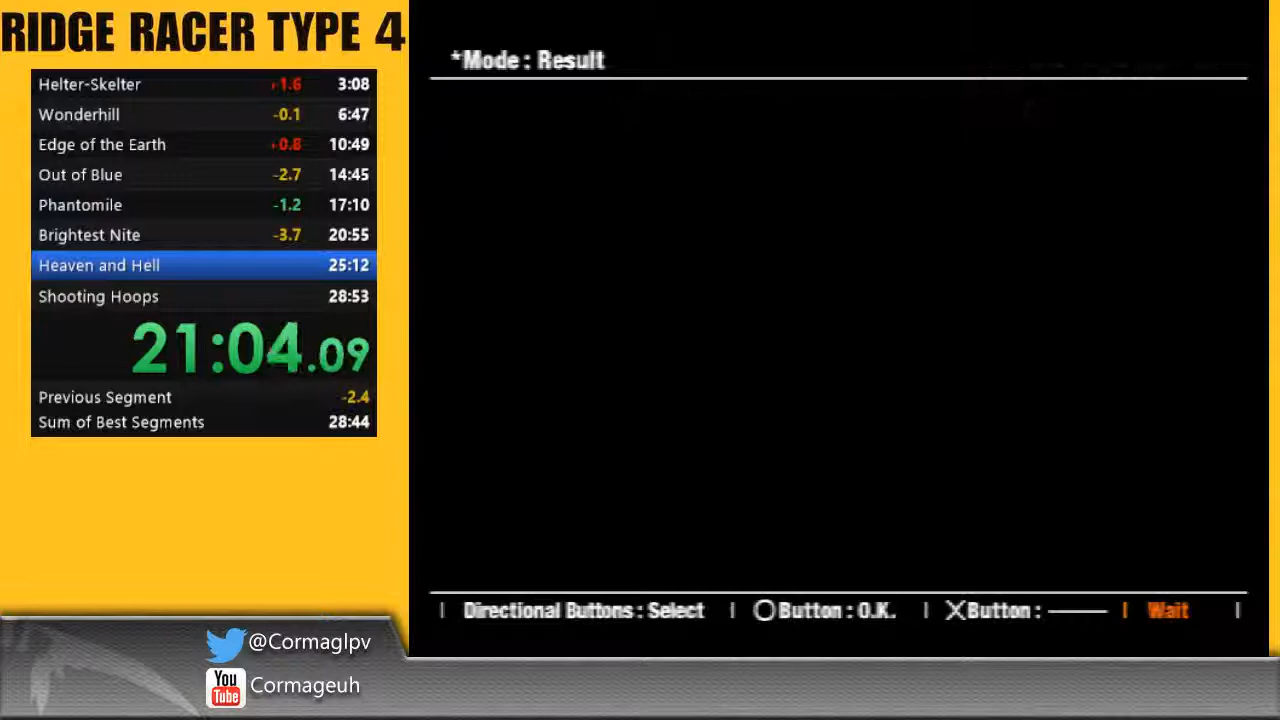 RIDGE RACER TYPE 4
Helter-Skelter +1.6 3:08
Wonderhill -0.1 6:47
Edge of the Earth +0.8 10:49
Out of Blue -2.7 14:45
Phantomile -1.2 17:10
Brightest Nite -3.7 20:55
Heaven and Hell 25:12
Shooting Hoops 28:53
21:04.09
Previous Segment -2.4
Sum of Best Segments 28:44
@Cormaglpv
You Tube Cormageuh
*Mode : Result
Directional Buttons : Select | ◯Button : O.K. | ╳Button : ——— | Wait |